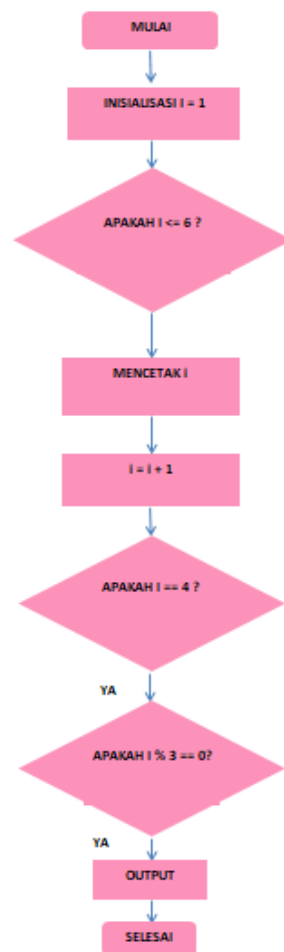 MULAI
INISIALISASI I = 1
APAKAH I <= 6 ?
MENCETAK i
i = i + 1
APAKAH I == 4 ?
YA
APAKAH I % 3 == 0?
YA
OUTPUT
SELESAI